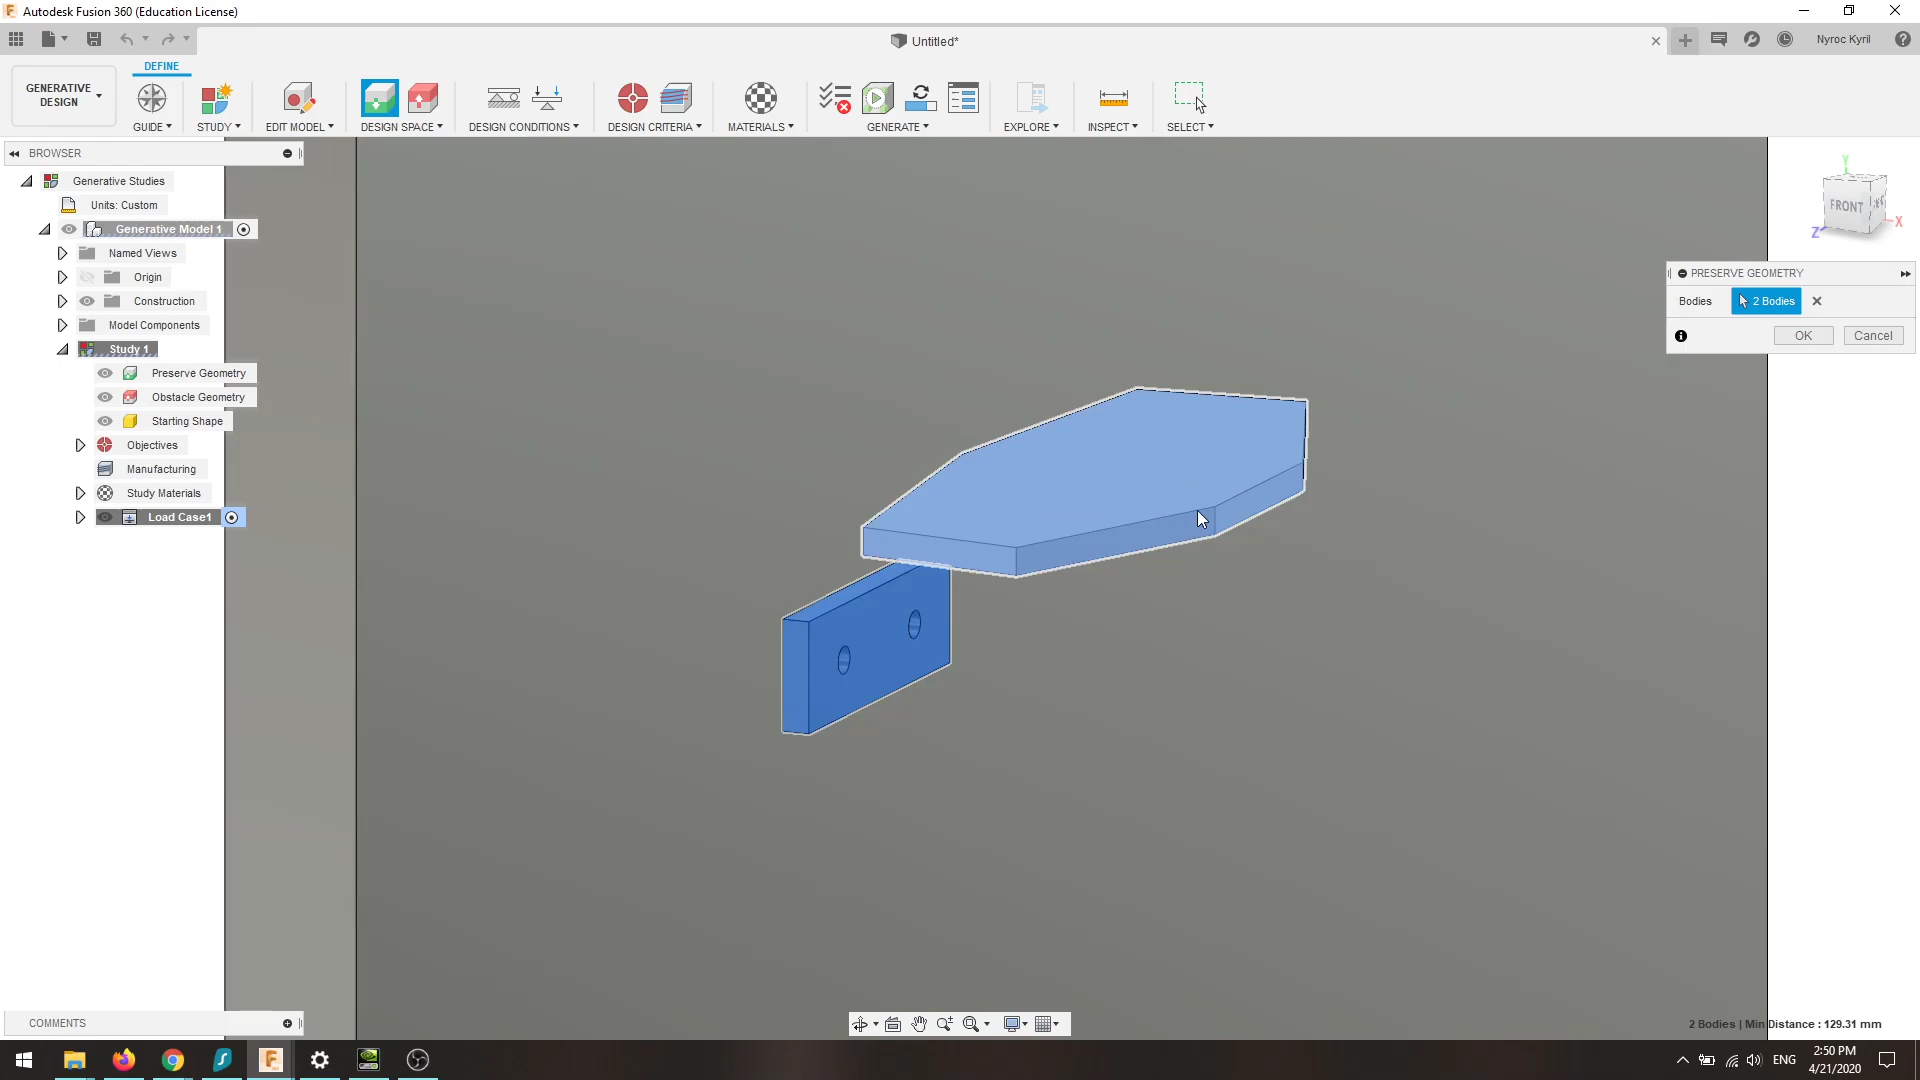 Autodesk Fusion 360 (Education License)
Untitled*
Nyroc Kyril
DEFINE
GENERATIVE
DESIGN
GUIDE
STUDY
EDIT MODEL
DESIGN SPACE
DESIGN CONDITIONS
DESIGN CRITERIA
MATERIALS
GENERATE
EXPLORE
INSPECT
SELECT
BROWSER
Generative Studies
Units: Custom
Generative Model 1
Named Views
Origin
Construction
Model Components
Study 1
Preserve Geometry
Obstacle Geometry
Starting Shape
Objectives
Manufacturing
Study Materials
Load Case1
Y
FRONT
X
Z
PRESERVE GEOMETRY
Bodies
2 Bodies
OK
Cancel
COMMENTS
2 Bodies | Min Distance : 129.31 mm
ENG
2:50 PM
4/21/2020